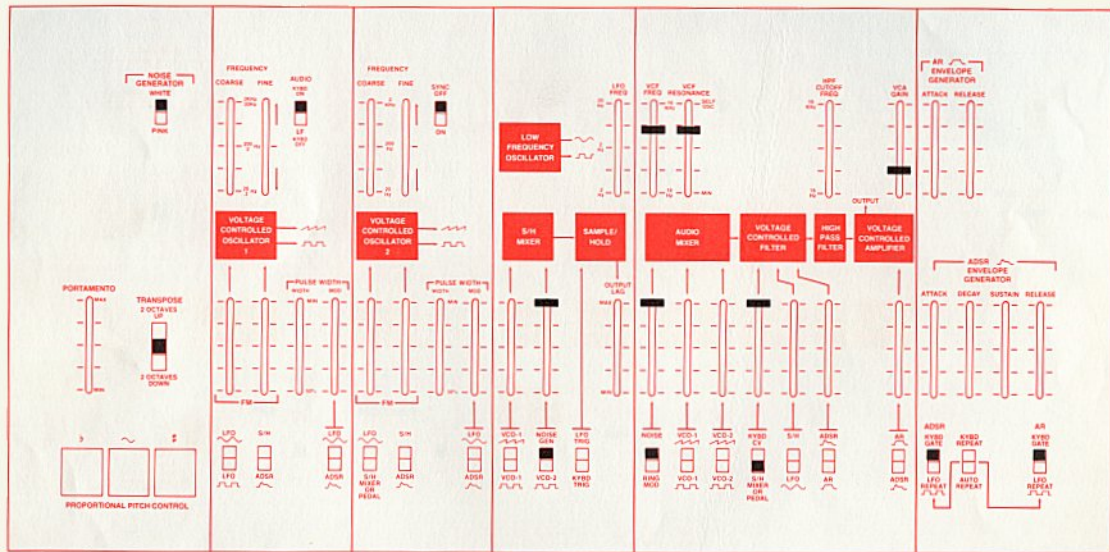 NOISE
GENERATOR
WHITE
PINK
PORTAMENTO
MAX
MIN
TRANSPOSE
2 OCTAVES
UP
2 OCTAVES
DOWN
PROPORTIONAL PITCH CONTROL
FREQUENCY
COARSE
FINE
AUDIO
KYBD
ON
LF
KYBD
OFF
VOLTAGE
CONTROLLED
OSCILLATOR
1
PULSE WIDTH
WIDTH
MOD
MIN
50%
FM
LFO
S/H
LFO
LFO
ADSR
ADSR
FREQUENCY
COARSE
FINE
SYNC
OFF
ON
VOLTAGE
CONTROLLED
OSCILLATOR
2
PULSE WIDTH
WIDTH
MOD
MIN
50%
FM
LFO
S/H
LFO
S/H
MIXER
OR
PEDAL
ADSR
ADSR
LOW
FREQUENCY
OSCILLATOR
LFO
FREQ
S/H
MIXER
SAMPLE/
HOLD
OUTPUT
LAG
MAX
MIN
VCO-1
NOISE
GEN
LFO
TRIG
VCO-1
VCO-2
KYBD
TRIG
VCF
FREQ
VCF
RESONANCE
SELF
OSC
MIN
HPF
CUTOFF
FREQ
VCA
GAIN
OUTPUT
AUDIO
MIXER
VOLTAGE
CONTROLLED
FILTER
HIGH
PASS
FILTER
VOLTAGE
CONTROLLED
AMPLIFIER
NOISE
VCO-1
VCO-2
KYBD
CV
S/H
ADSR
AR
RING
MOD
VCO-1
VCO-2
S/H
MIXER
OR
PEDAL
LFO
AR
ADSR
AR
ENVELOPE
GENERATOR
ATTACK
RELEASE
ADSR
ENVELOPE
GENERATOR
ATTACK
DECAY
SUSTAIN
RELEASE
ADSR
AR
KYBD
GATE
KYBD
REPEAT
KYBD
GATE
LFO
REPEAT
AUTO
REPEAT
LFO
REPEAT